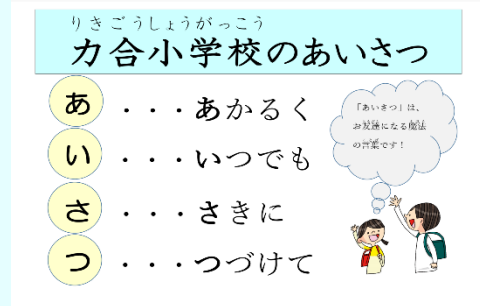 りきごうしょうがっこう
力合小学校のあいさつ
あ ・・・あかるく
い ・・・いつでも
さ ・・・さきに
つ ・・・つづけて
「あいさつ」は、
お友達になる魔法
の言葉です！